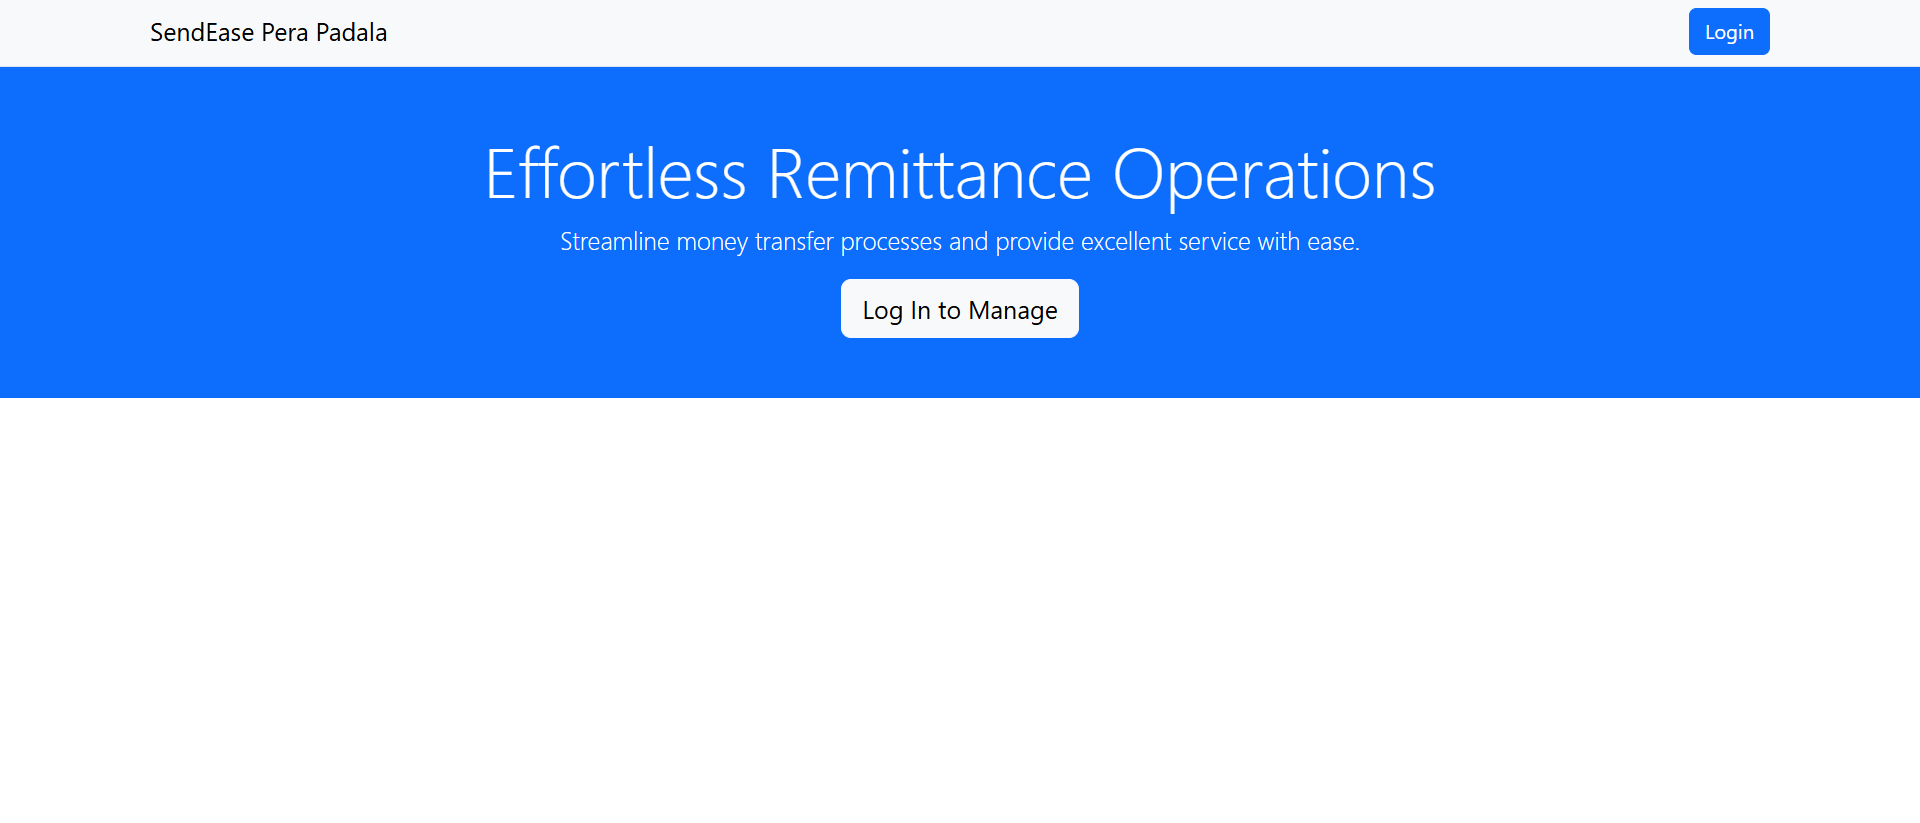 SendEase Pera Padala
Login
Effortless Remittance Operations
Streamline money transfer processes and provide excellent service with ease.
Log In to Manage